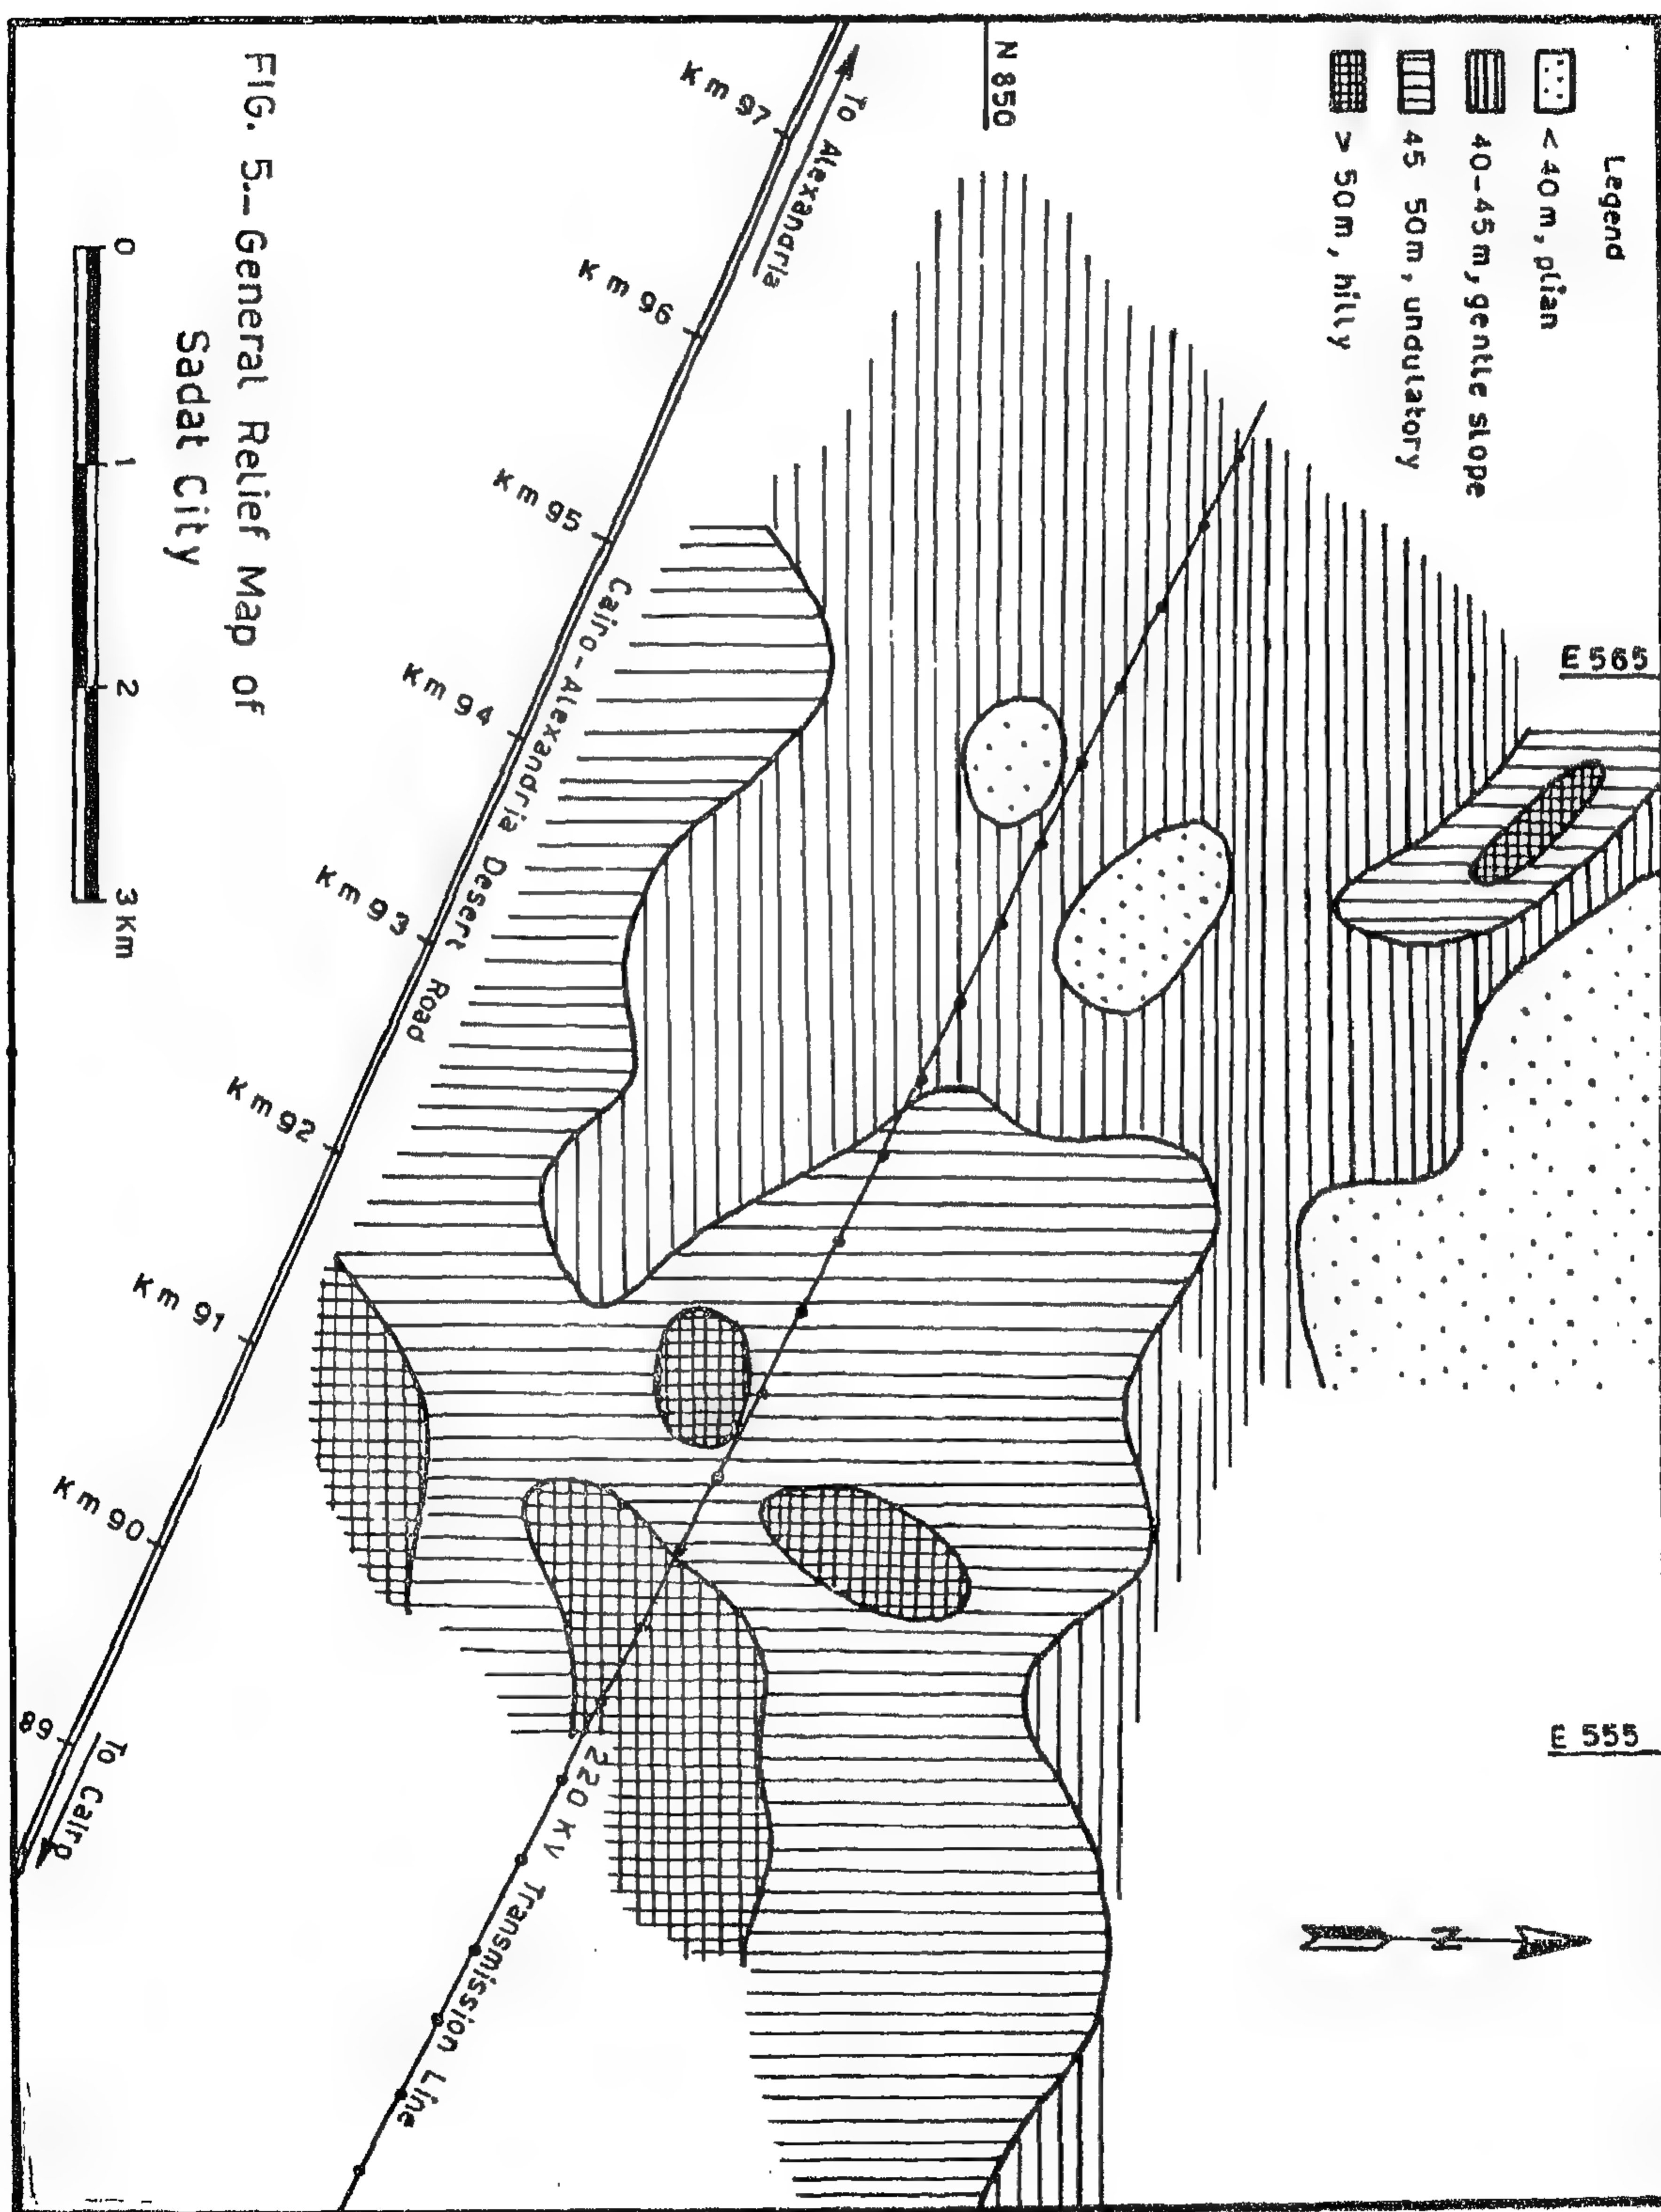 Legend
< 40 m, plian
40-45 m, gentle slope
45 50 m, undulatory
> 50 m, hilly
N 850
E 565
E 555
N
To Alexandria
Km 97
Km 96
Km 95
Km 94
Km 93
Km 92
Km 91
Km 90
89
Cairo-Alexandria Desert Road
To Cairo
220 KV Transmission Line
0 1 2 3 Km
FIG. 5.- General Relief Map of
Sadat City